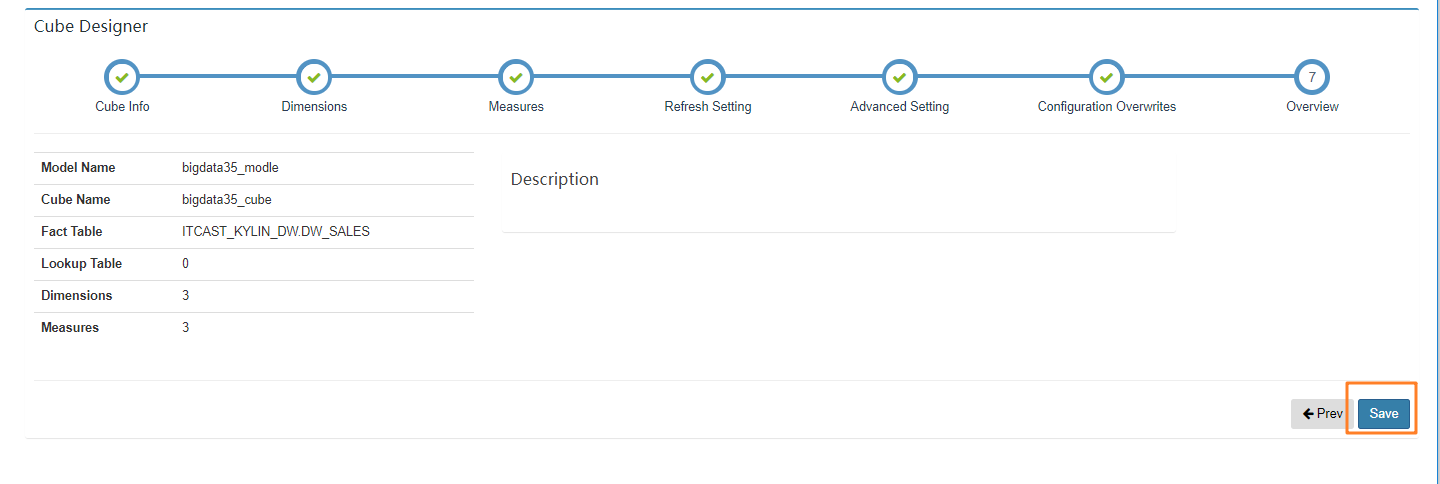 Cube Designer
7
Cube Info Dimensions Measures Refresh Setting Advanced Setting Configuration Overwrites Overview
Model Name bigdata35_modle
Cube Name bigdata35_cube
Fact Table ITCAST_KYLIN_DW.DW_SALES
Lookup Table 0
Dimensions 3
Measures 3
Description
Prev Save